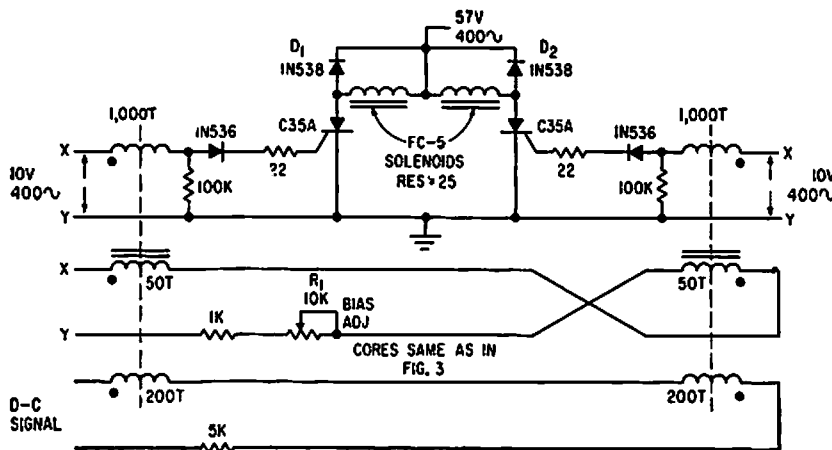 57V
400~
D1
1N538
D2
1N538
1,000T
1N536
C35A
FC-5
SOLENOIDS
RES≈25
C35A
1N536
1,000T
X
10V
400~
Y
100K
22
22
100K
X
10V
400~
Y
X
50T
50T
Y
1K
R1
10K
BIAS
ADJ
CORES SAME AS IN
FIG. 3
D-C
SIGNAL
200T
200T
5K